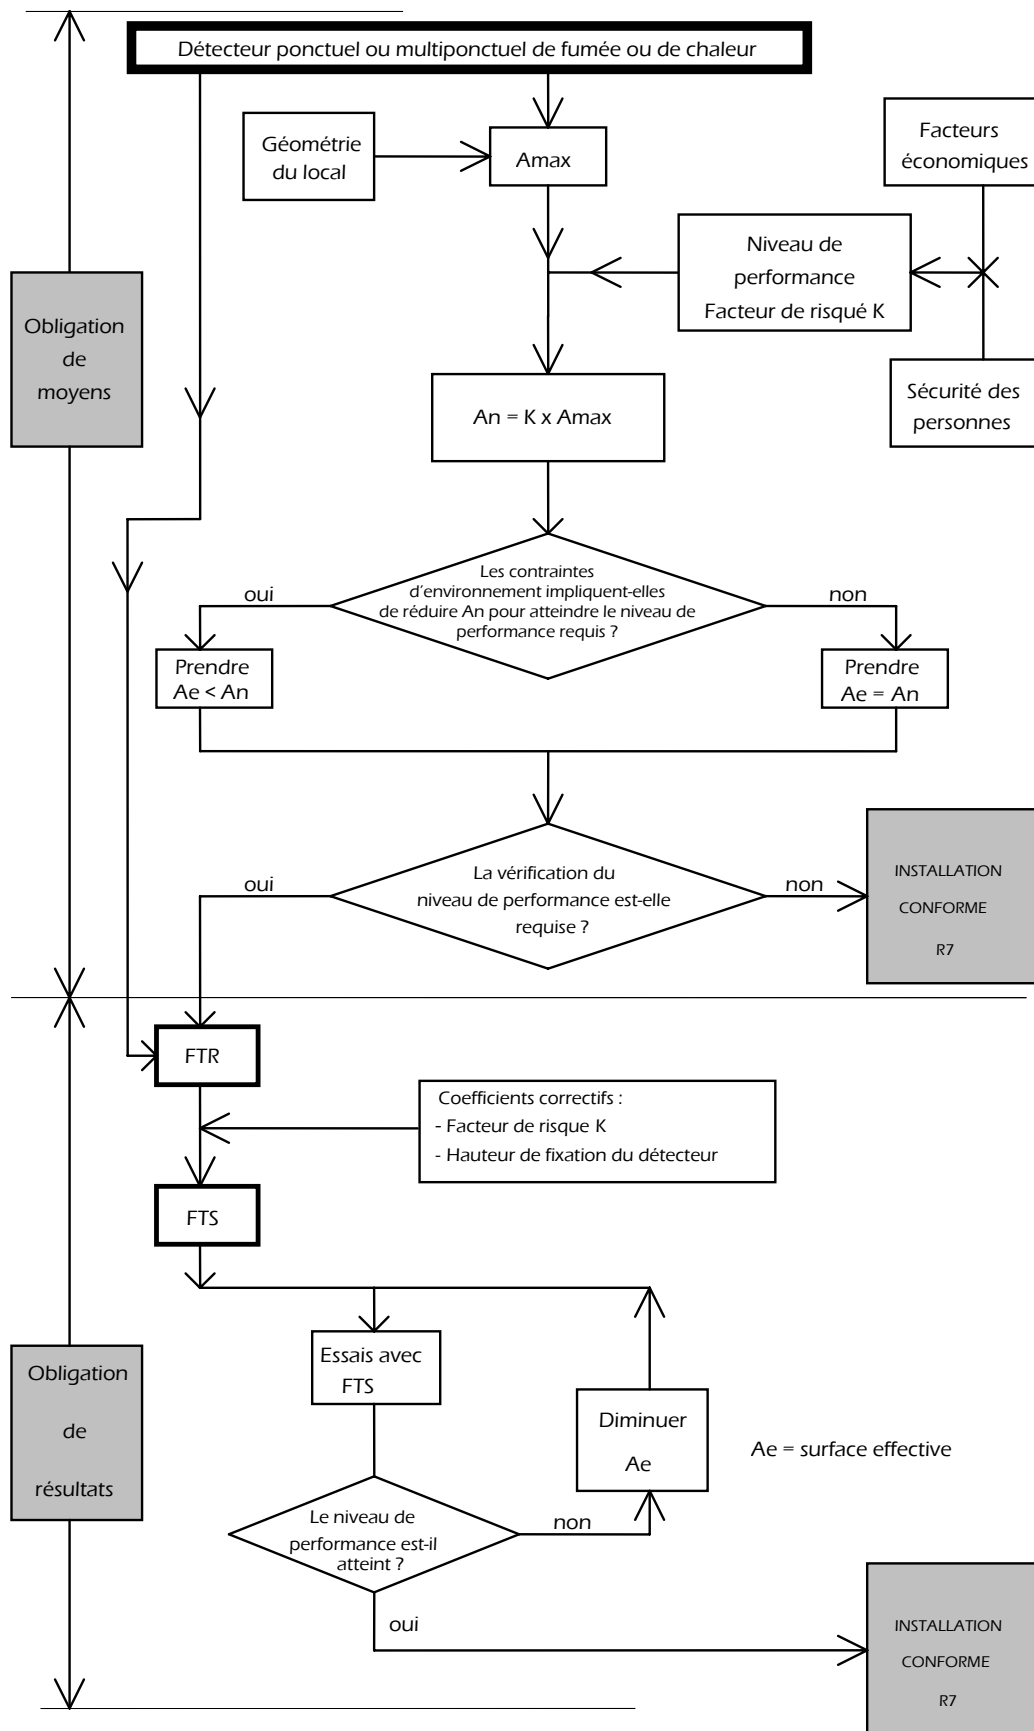 Détecteur ponctuel ou multiponctuel de fumée ou de chaleur
Géométrie
du local
Amax
Facteurs
économiques
Niveau de
performance
Facteur de risqué K
Obligation
de
moyens
Sécurité des
personnes
An = K x Amax
Les contraintes
d'environnement impliquent-elles
de réduire An pour atteindre le niveau de
performance requis ?
oui
non
Prendre
Ae < An
Prendre
Ae = An
La vérification du
niveau de performance est-elle
requise ?
oui
non
INSTALLATION
CONFORME
R7
FTR
Coefficients correctifs :
- Facteur de risque K
- Hauteur de fixation du détecteur
FTS
Essais avec
FTS
Obligation
de
résultats
Diminuer
Ae
Ae = surface effective
Le niveau de
performance est-il
atteint ?
non
oui
INSTALLATION
CONFORME
R7